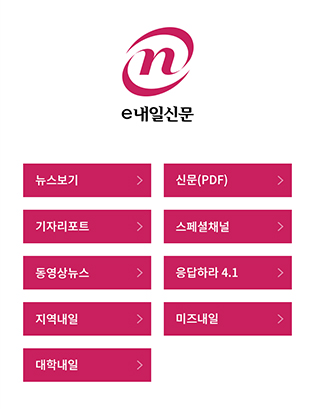 n
e내일신문
뉴스보기
신문(PDF)
기자리포트
스페셜채널
동영상뉴스
응답하라 4.1
지역내일
미즈내일
대학내일